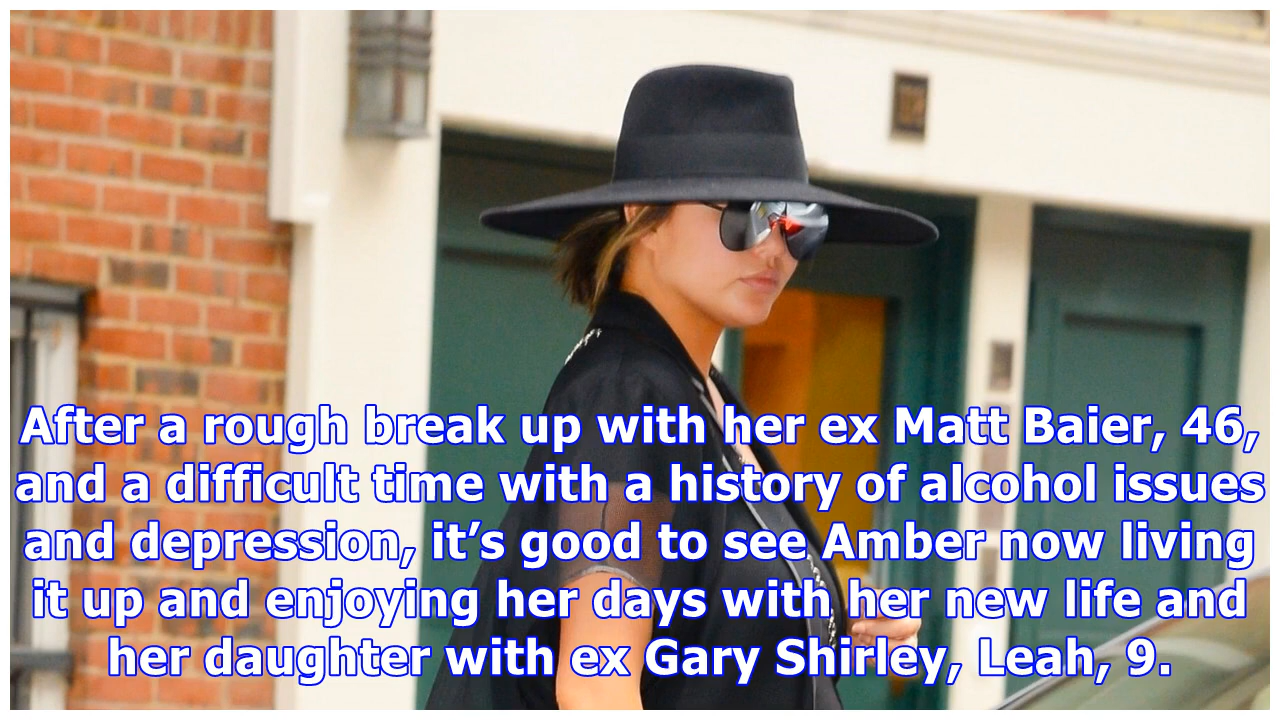 After a rough break up with her ex Matt Baier, 46,
and a difficult time with a history of alcohol issues
and depression, it’s good to see Amber now living
it up and enjoying her days with her new life and
her daughter with ex Gary Shirley, Leah, 9.